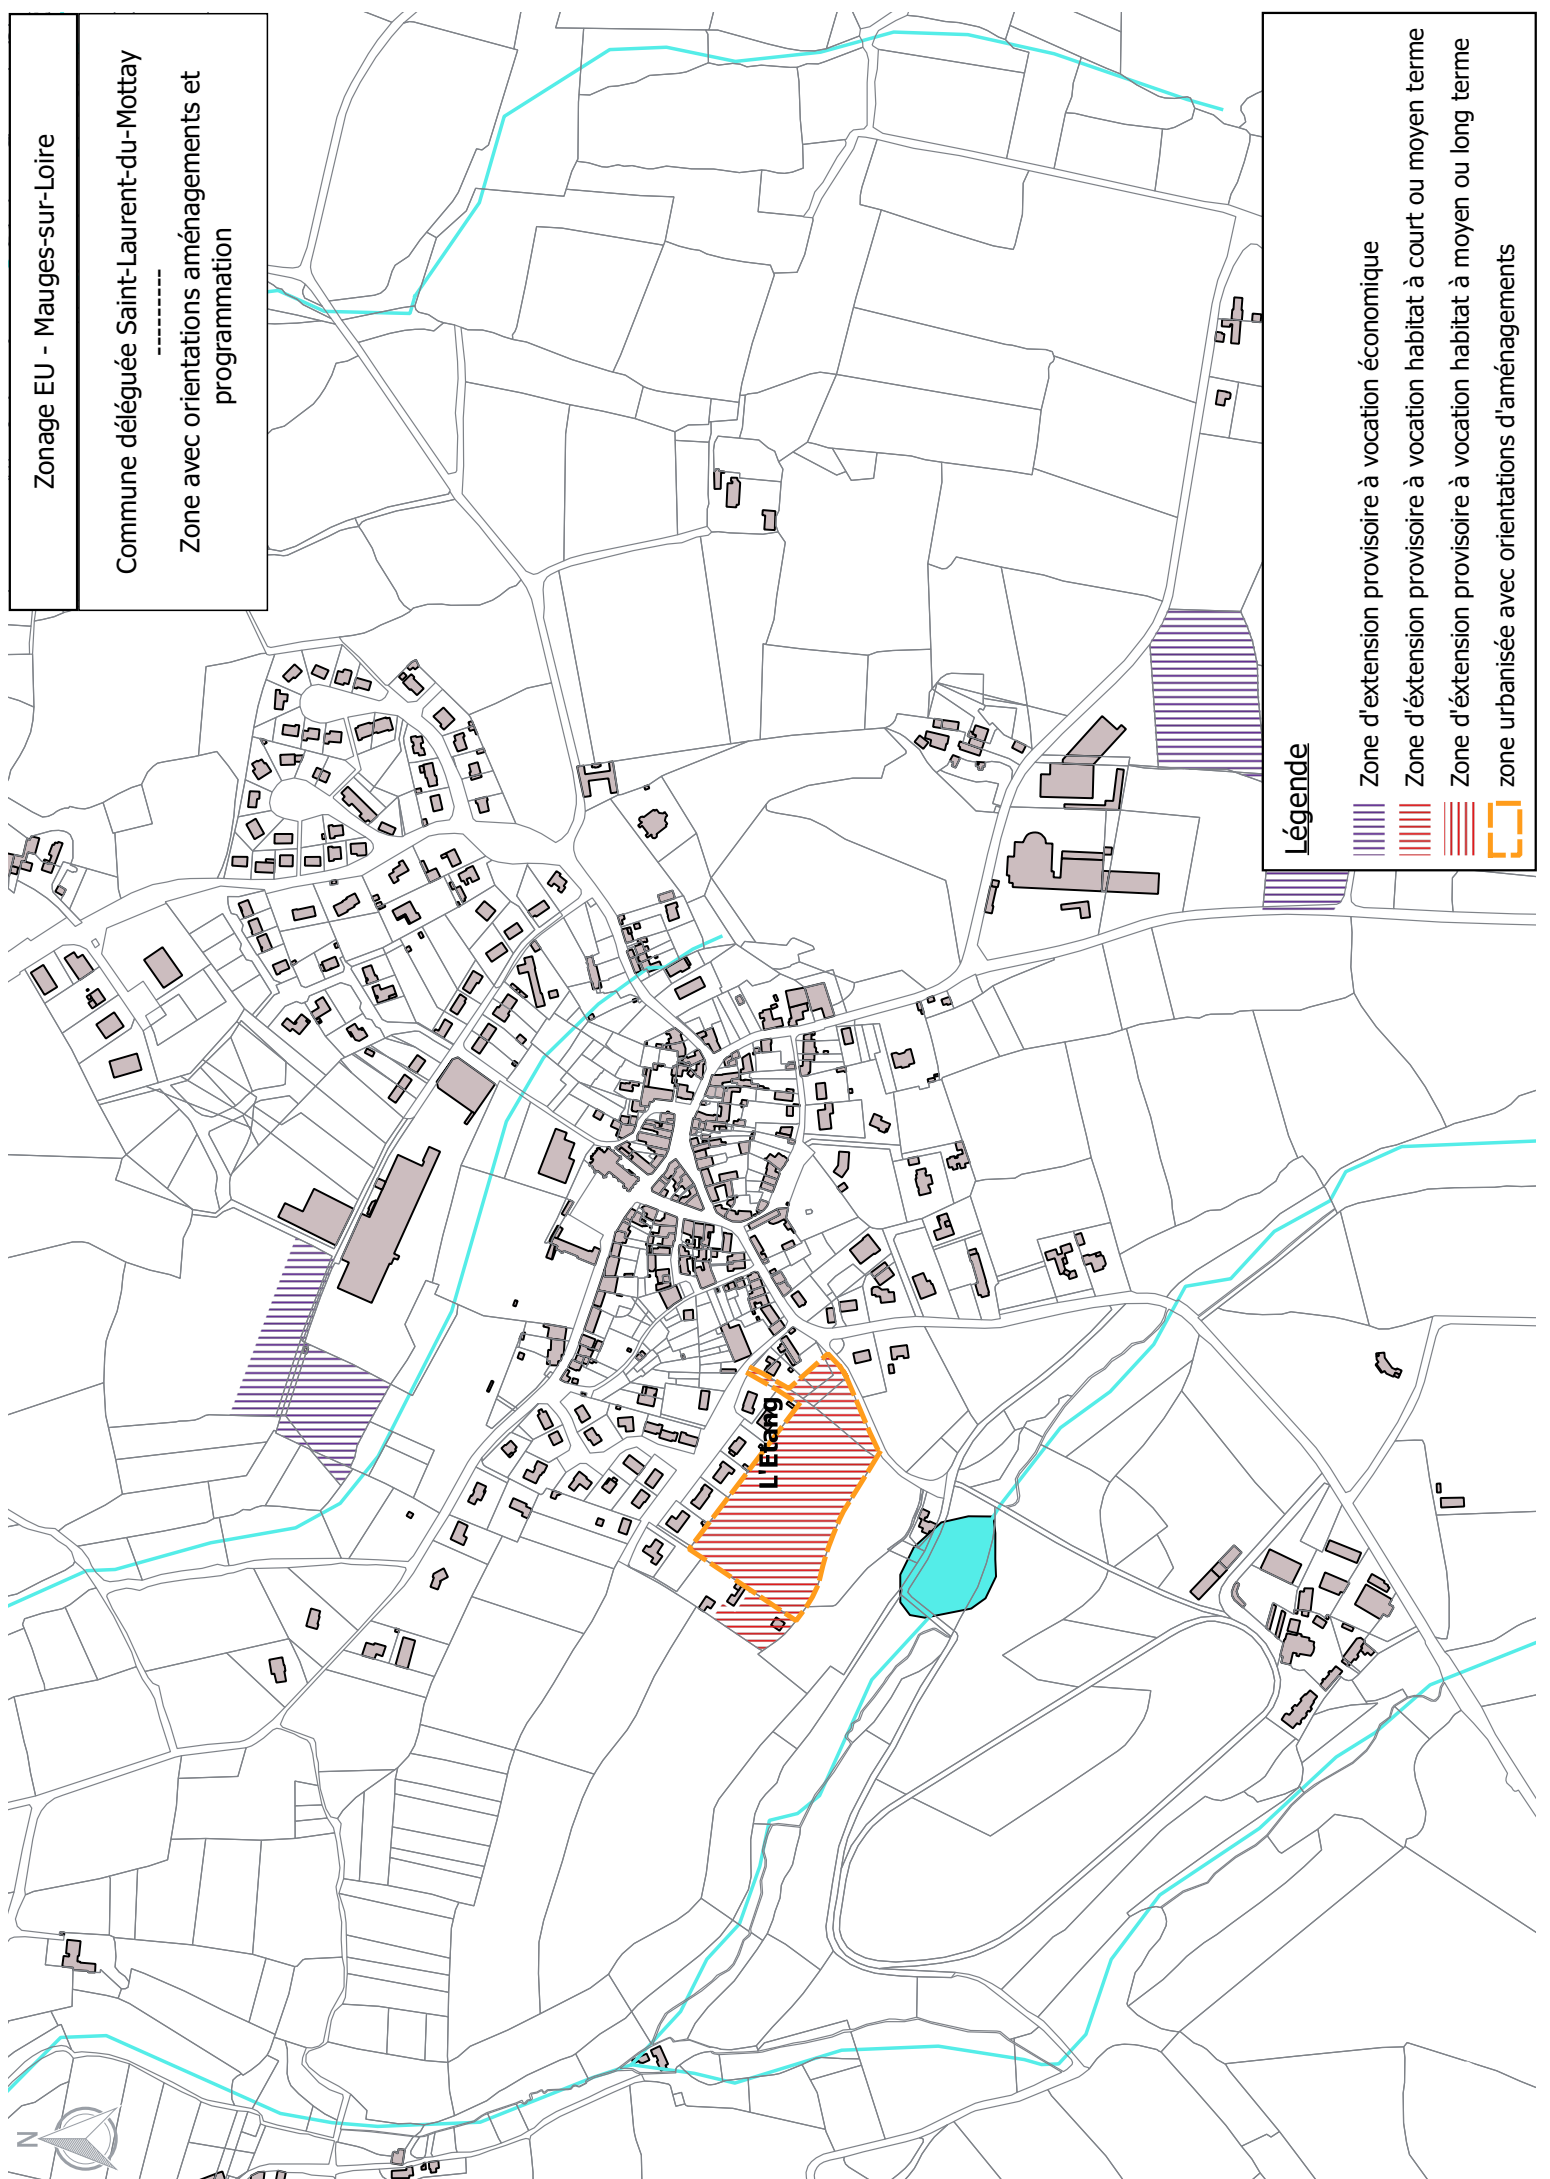 Zonage EU - Mauges-sur-Loire
Commune déléguée Saint-Laurent-du-Mottay
----------
Zone avec orientations aménagements et
programmation
L'Etang
N
Légende
Zone d'extension provisoire à vocation économique
Zone d'éxtension provisoire à vocation habitat à court ou moyen terme
Zone d'éxtension provisoire à vocation habitat à moyen ou long terme
zone urbanisée avec orientations d'aménagements